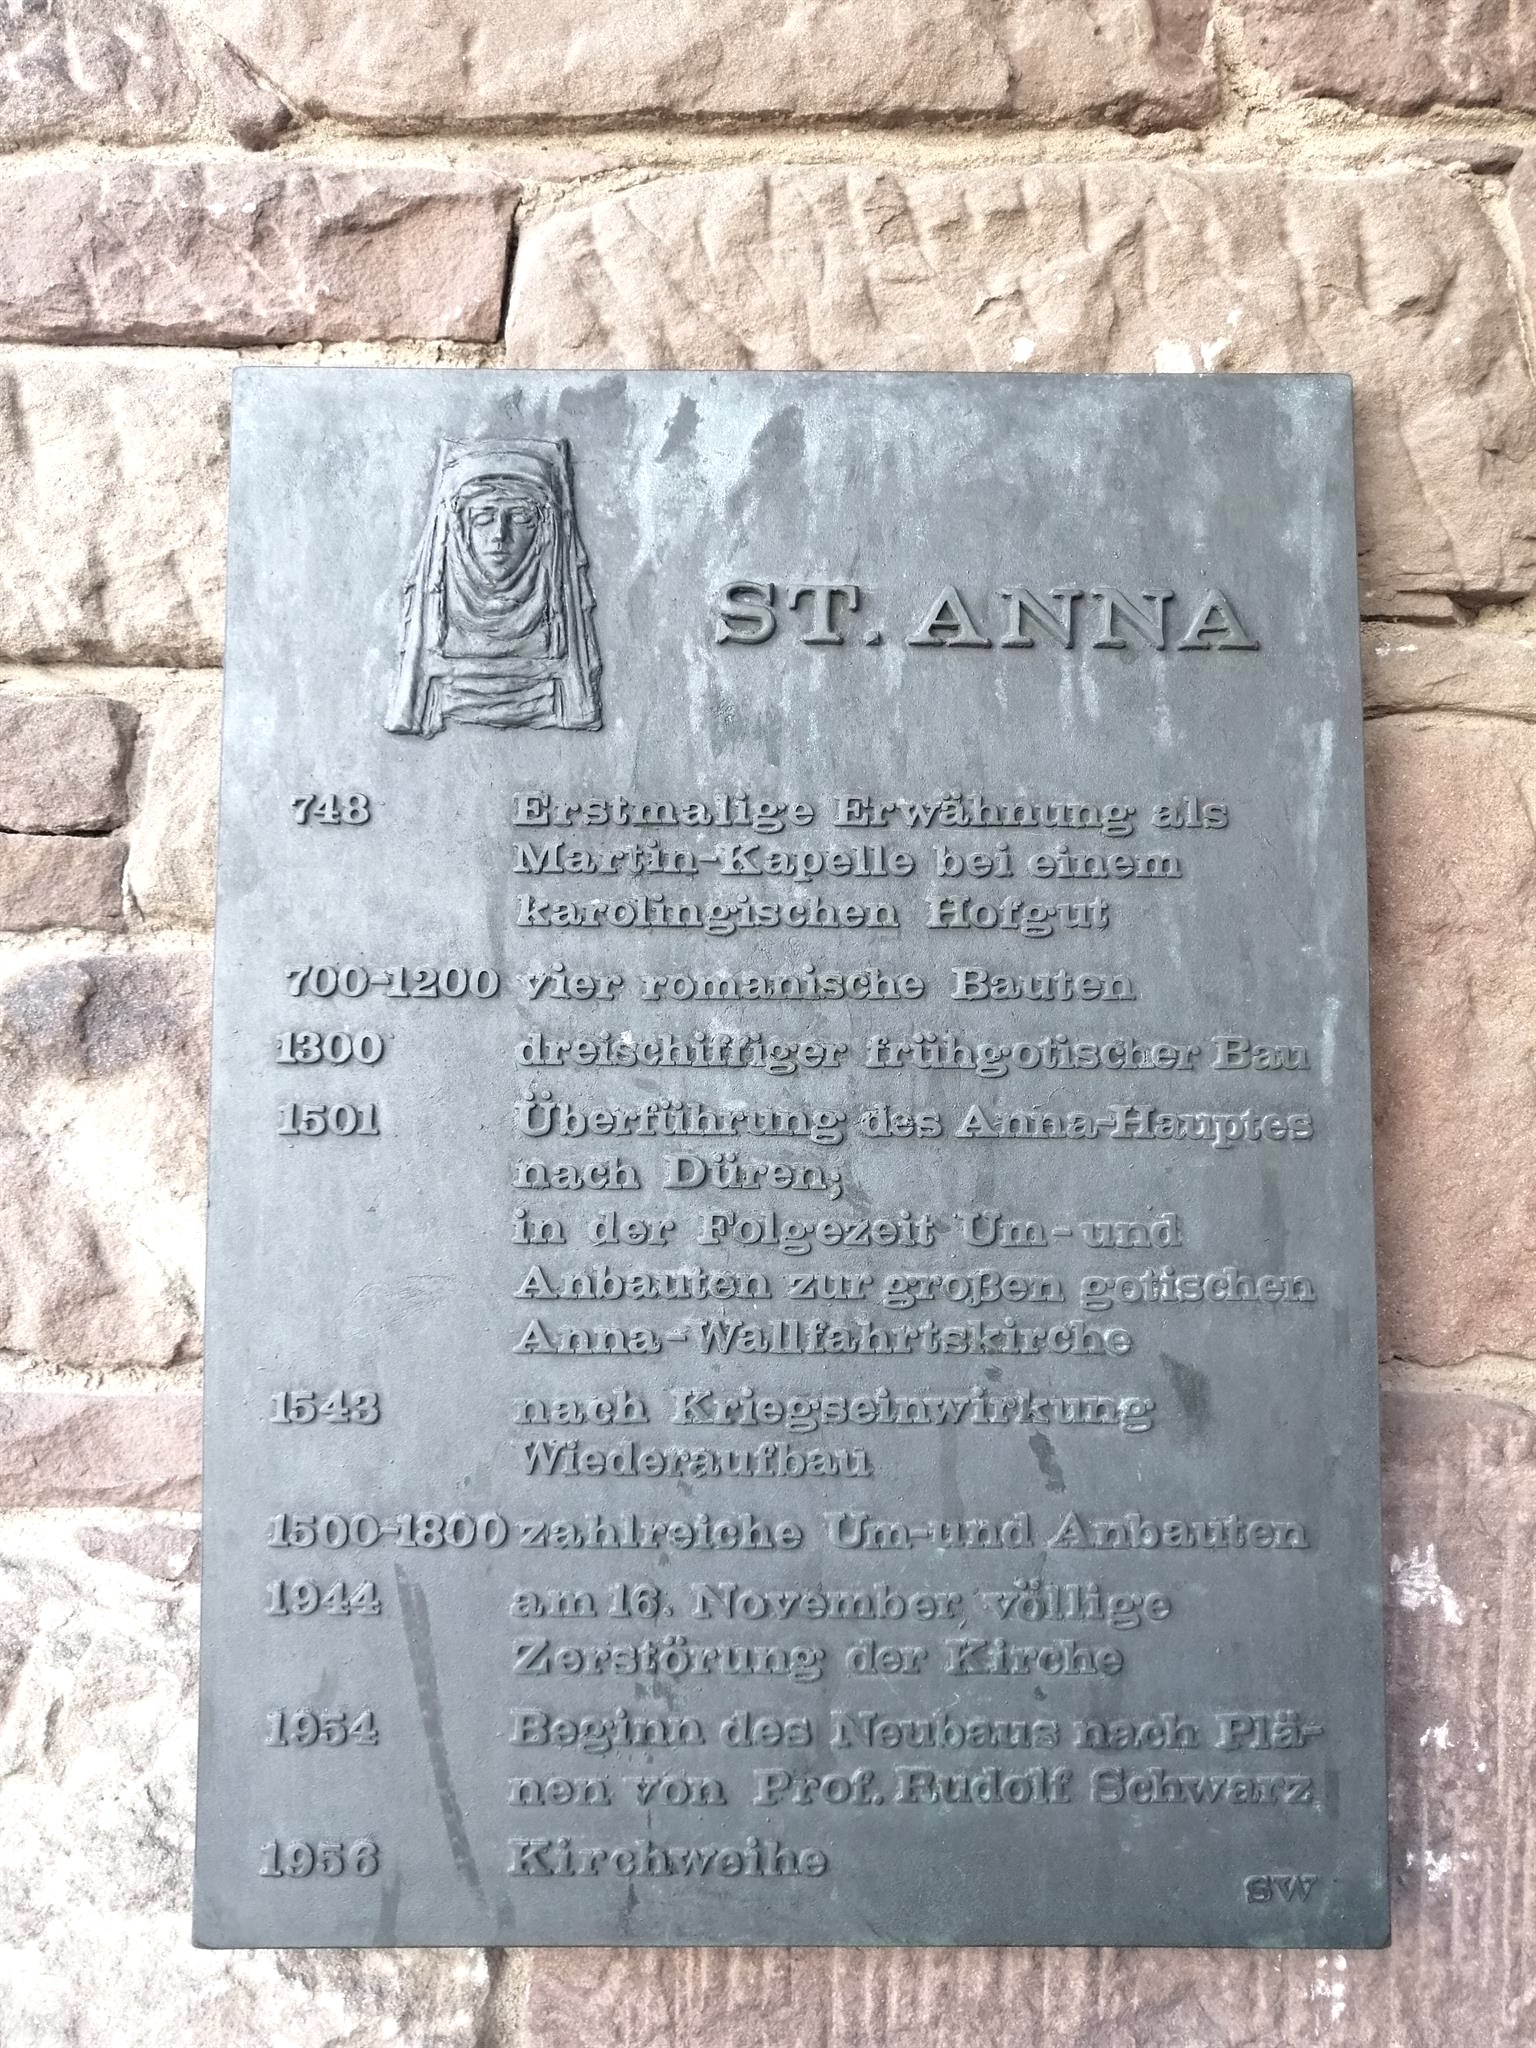 ST. ANNA
748 Erstmalige Erwähnung als
Martin-Kapelle bei einem
karolingischen Hofgut
700-1200 vier romanische Bauten
1300 dreischiffiger frühgotischer Bau
1501 Überführung des Anna-Hauptes
nach Düren;
in der Folgezeit Um- und
Anbauten zur großen gotischen
Anna-Wallfahrtskirche
1543 nach Kriegseinwirkung
Wiederaufbau
1500-1800 zahlreiche Um- und Anbauten
1944 am 16. November völlige
Zerstörung der Kirche
1954 Beginn des Neubaus nach Plä-
nen von Prof. Rudolf Schwarz
1956 Kirchweihe
SW